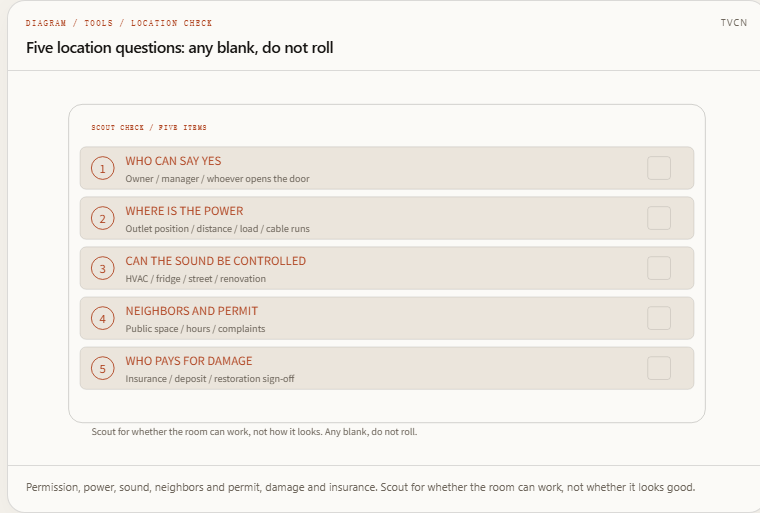 DIAGRAM / TOOLS / LOCATION CHECK
TVCN
Five location questions: any blank, do not roll
SCOUT CHECK / FIVE ITEMS
1
WHO CAN SAY YES
Owner / manager / whoever opens the door
2
WHERE IS THE POWER
Outlet position / distance / load / cable runs
3
CAN THE SOUND BE CONTROLLED
HVAC / fridge / street / renovation
4
NEIGHBORS AND PERMIT
Public space / hours / complaints
5
WHO PAYS FOR DAMAGE
Insurance / deposit / restoration sign-off
Scout for whether the room can work, not how it looks. Any blank, do not roll.
Permission, power, sound, neighbors and permit, damage and insurance. Scout for whether the room can work, not whether it looks good.